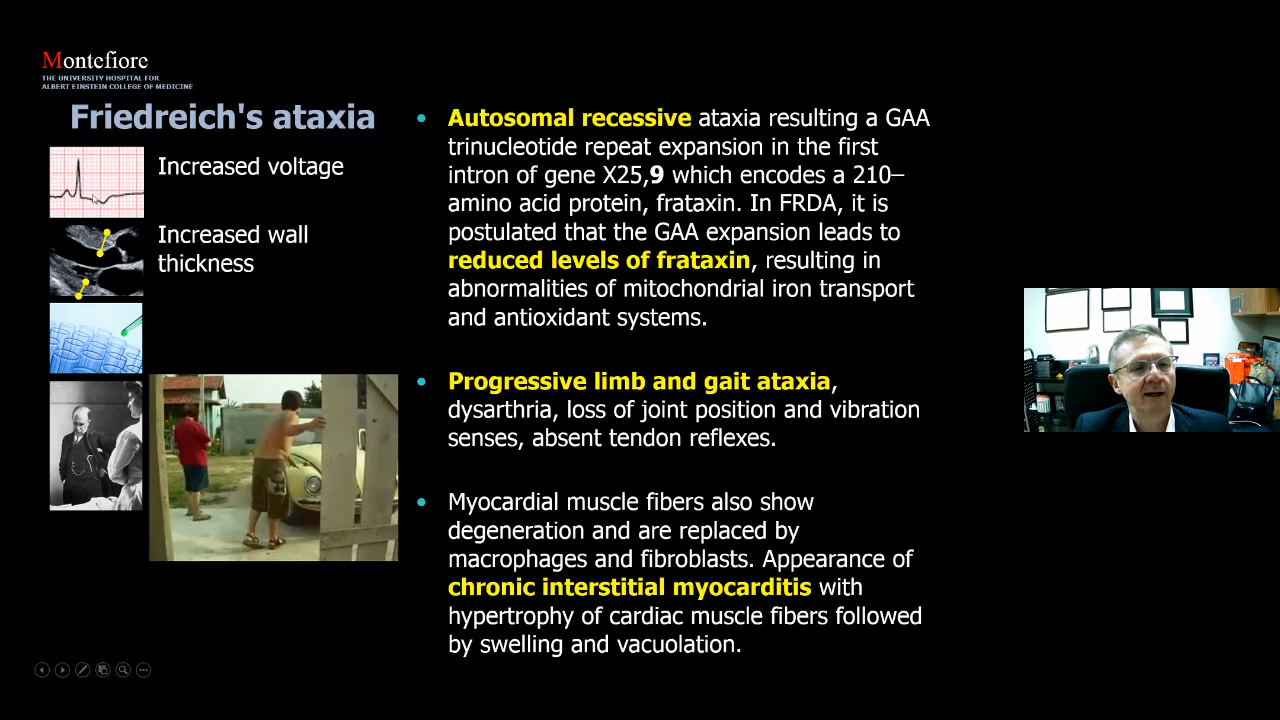 Montefiore
THE UNIVERSITY HOSPITAL FOR
ALBERT EINSTEIN COLLEGE OF MEDICINE
Friedreich's ataxia
Increased voltage
Increased wall
thickness
• Autosomal recessive ataxia resulting a GAA
trinucleotide repeat expansion in the first
intron of gene X25,9 which encodes a 210–
amino acid protein, frataxin. In FRDA, it is
postulated that the GAA expansion leads to
reduced levels of frataxin, resulting in
abnormalities of mitochondrial iron transport
and antioxidant systems.
• Progressive limb and gait ataxia,
dysarthria, loss of joint position and vibration
senses, absent tendon reflexes.
• Myocardial muscle fibers also show
degeneration and are replaced by
macrophages and fibroblasts. Appearance of
chronic interstitial myocarditis with
hypertrophy of cardiac muscle fibers followed
by swelling and vacuolation.